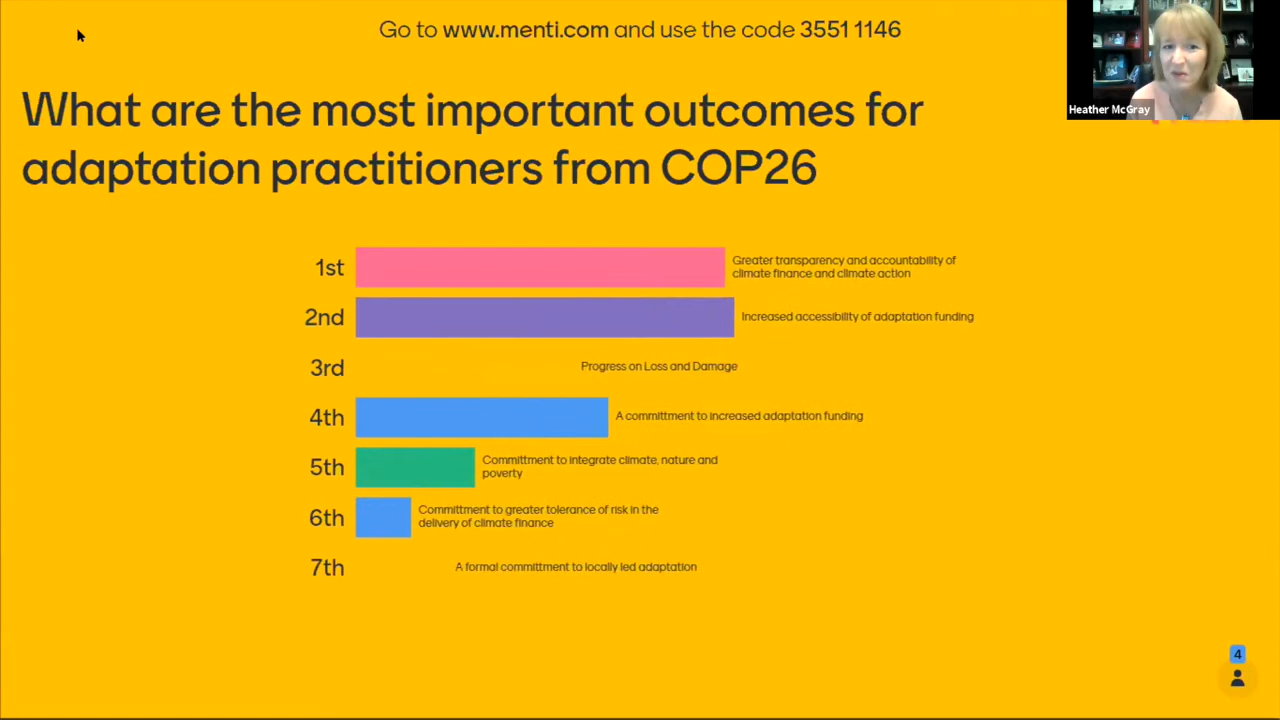 Go to www.menti.com and use the code 3551 1146
Heather McGray
What are the most important outcomes for
adaptation practitioners from COP26
1st
Greater transparency and accountability of
climate finance and climate action
2nd
Increased accessibility of adaptation funding
3rd
Progress on Loss and Damage
4th
A committment to increased adaptation funding
5th
Committment to integrate climate, nature and
poverty
6th
Committment to greater tolerance of risk in the
delivery of climate finance
7th
A formal committment to locally led adaptation
4